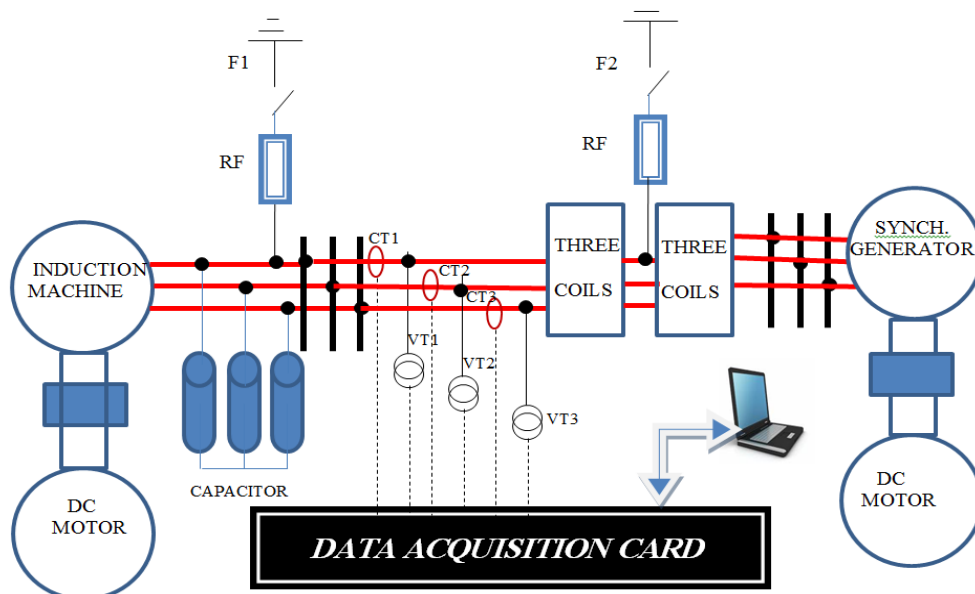 F1
F2
RF
RF
INDUCTION
MACHINE
CT1
CT2
CT3
THREE
COILS
THREE
COILS
SYNCH.
GENERATOR
VT1
VT2
VT3
CAPACITOR
DC
MOTOR
DC
MOTOR
DATA ACQUISITION CARD